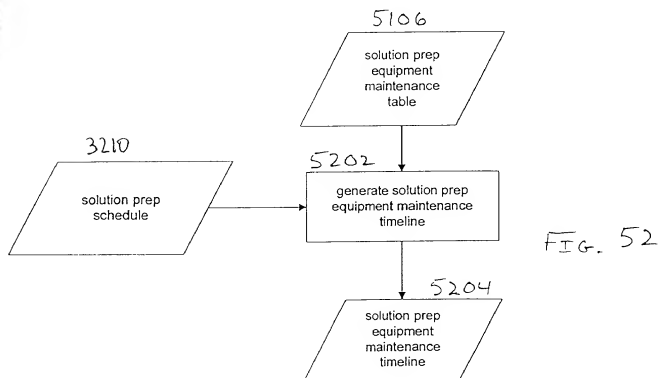 5106
solution prep
equipment
maintenance
table
3210
solution prep
schedule
5202
generate solution prep
equipment maintenance
timeline
FIG. 52
5204
solution prep
equipment
maintenance
timeline